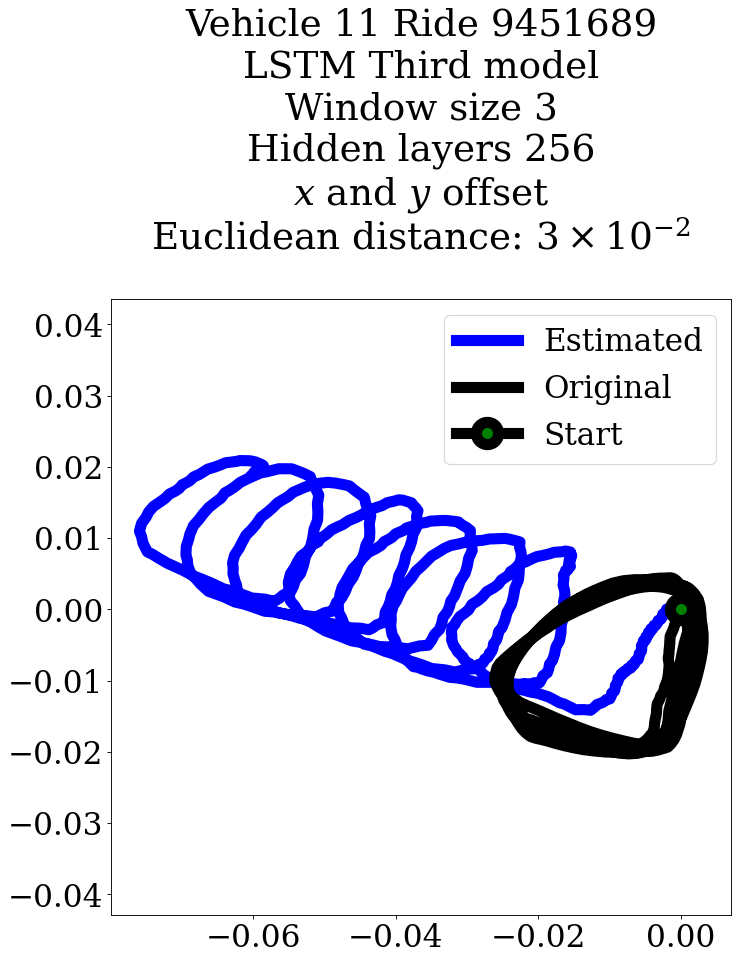 Vehicle 11 Ride 9451689
LSTM Third model
Window size 3
Hidden layers 256
x and y offset
Euclidean distance: 3 × 10⁻²
Estimated
Original
Start
0.04
0.03
0.02
0.01
0.00
−0.01
−0.02
−0.03
−0.04
−0.06
−0.04
−0.02
0.00